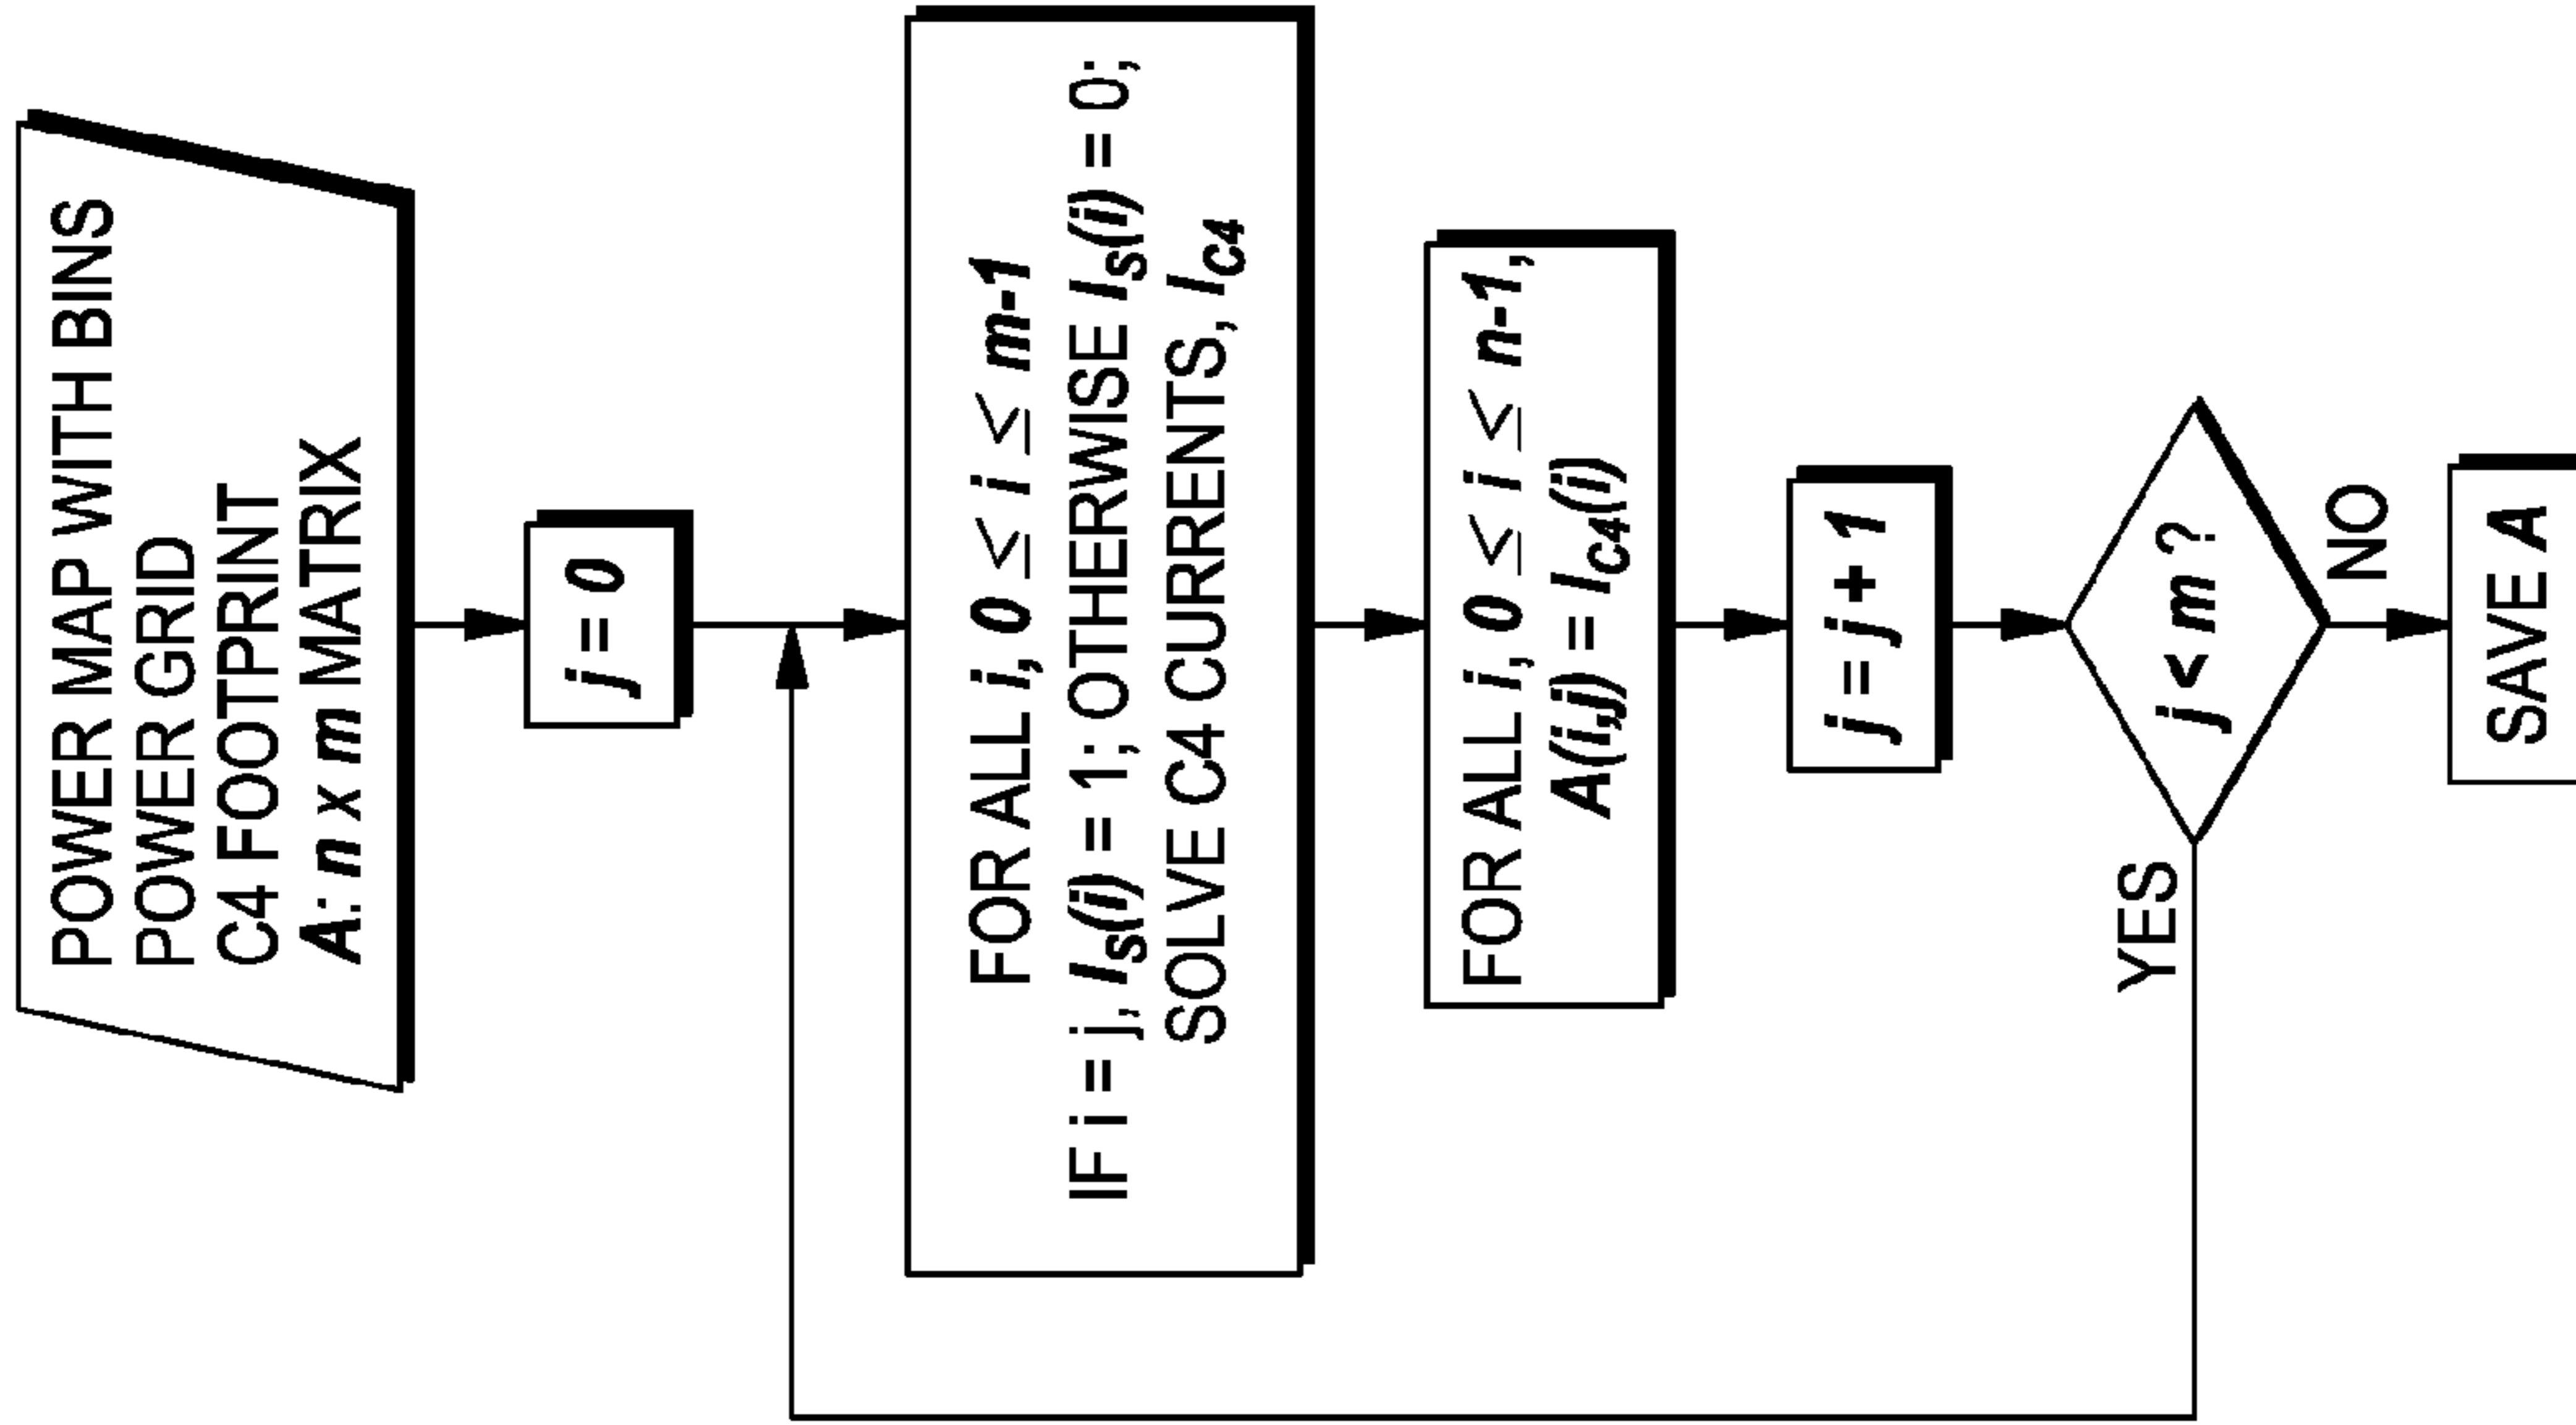 POWER MAP WITH BINS
POWER GRID
C4 FOOTPRINT
A: n x m MATRIX
j = 0
FOR ALL i, 0 ≤ i ≤ m-1
IF i = j, Is(i) = 1; OTHERWISE Is(i) = 0;
SOLVE C4 CURRENTS, IC4
FOR ALL i, 0 ≤ i ≤ n-1,
A(i,j) = IC4(i)
j = j + 1
j < m ?
YES
NO
SAVE A